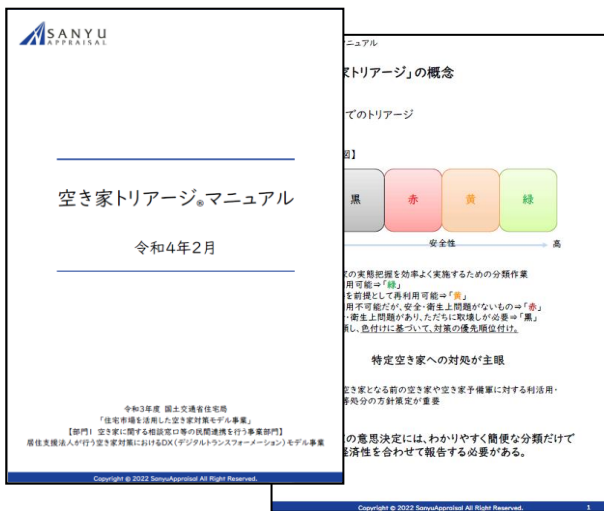 SANYU
APPRAISAL
空き家トリアージ®マニュアル
令和4年2月
令和3年度 国土交通省住宅局
「住宅市場を活用した空き家対策モデル事業」
【部門Ⅰ 空き家に関する相談窓口等の民間連携を行う事業部門】
居住支援法人が行う空き家対策におけるDX(デジタルトランスフォーメーション)モデル事業
Copyright © 2022 SanyuAppraisal All Right Reserved.
ニュアル
家トリアージ」の概念
でのトリアージ
図】
黒
赤
黄
緑
安全性
高
家の実態把握を効率よく実施するための分類作業
用可能⇒「緑」
を前提として再利用可能⇒「黄」
用不可能だが、安全・衛生上問題がないもの⇒「赤」
・衛生上問題があり、ただちに取壊しが必要⇒「黒」
類し、色付けに基づいて、対策の優先順位付け。
特定空き家への対処が主眼
空き家となる前の空き家や空き家予備軍に対する利活用・
等処分の方針策定が重要
の意思決定には、わかりやすく簡便な分類だけで
経済性を合わせて報告する必要がある。
Copyright © 2022 SanyuAppraisal All Right Reserved.
1